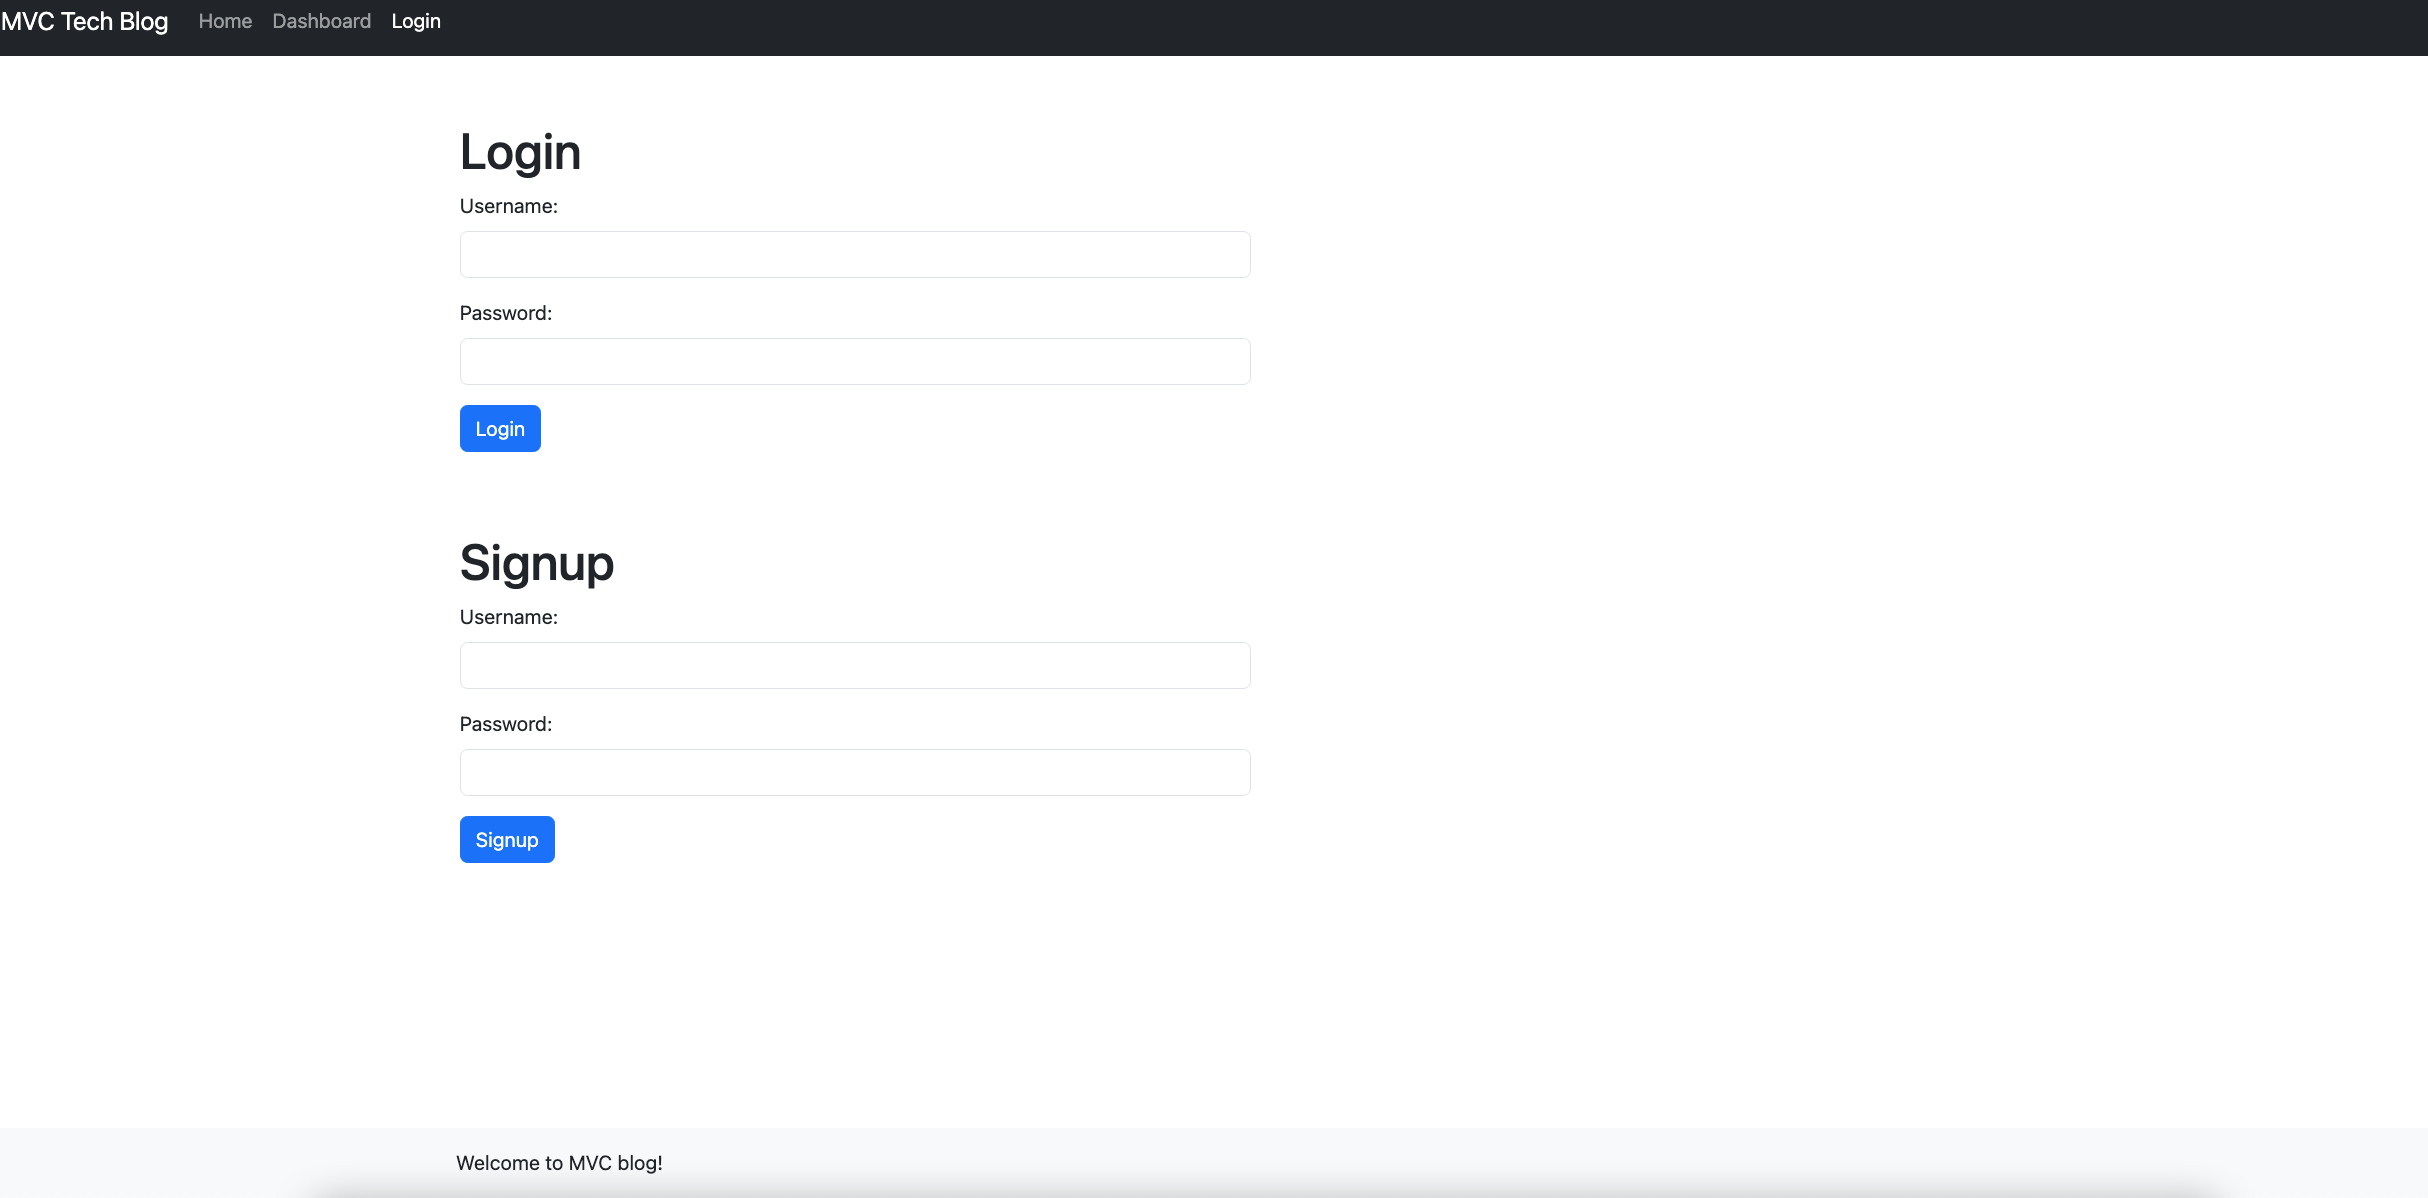 MVC Tech Blog Home Dashboard Login
Login
Username:
Password:
Login
Signup
Username:
Password:
Signup
Welcome to MVC blog!